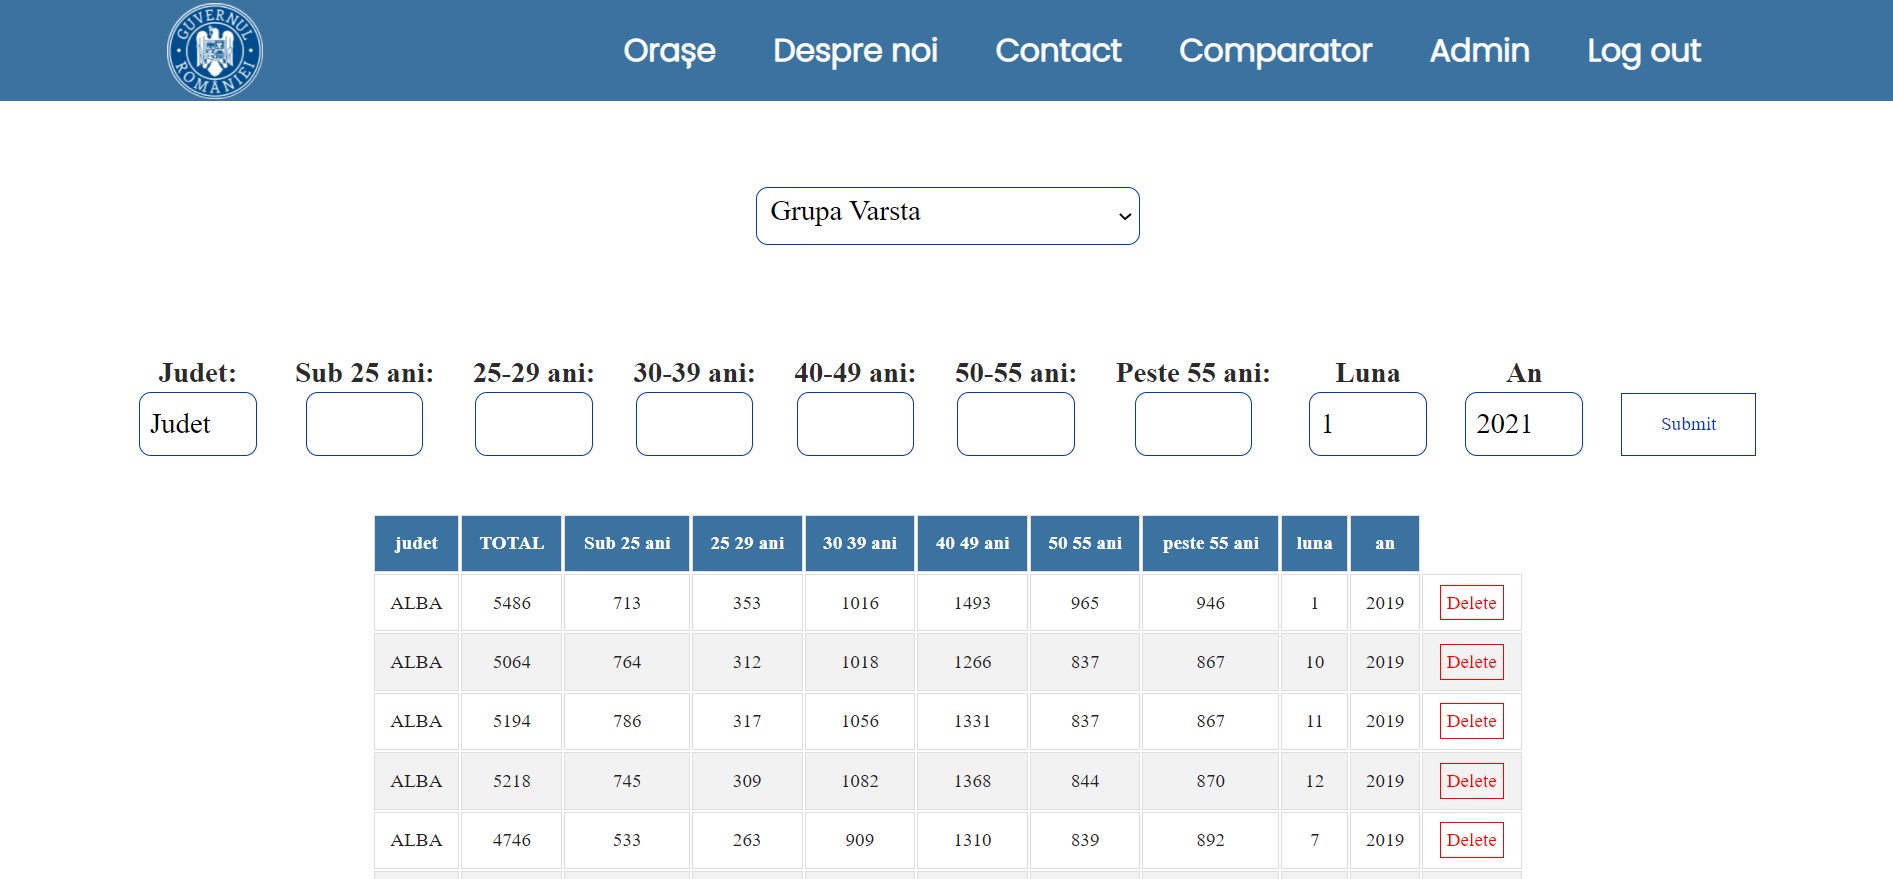 GUVERNUL ROMÂNIEI
Orașe Despre noi Contact Comparator Admin Log out
Grupa Varsta
Judet: Sub 25 ani: 25-29 ani: 30-39 ani: 40-49 ani: 50-55 ani: Peste 55 ani: Luna An
Judet 1 2021 Submit
judet TOTAL Sub 25 ani 25 29 ani 30 39 ani 40 49 ani 50 55 ani peste 55 ani luna an
ALBA 5486 713 353 1016 1493 965 946 1 2019 Delete
ALBA 5064 764 312 1018 1266 837 867 10 2019 Delete
ALBA 5194 786 317 1056 1331 837 867 11 2019 Delete
ALBA 5218 745 309 1082 1368 844 870 12 2019 Delete
ALBA 4746 533 263 909 1310 839 892 7 2019 Delete